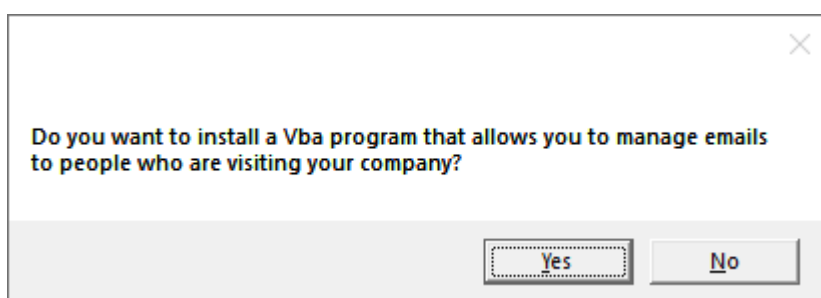 Do you want to install a Vba program that allows you to manage emails
to people who are visiting your company?
Yes
No